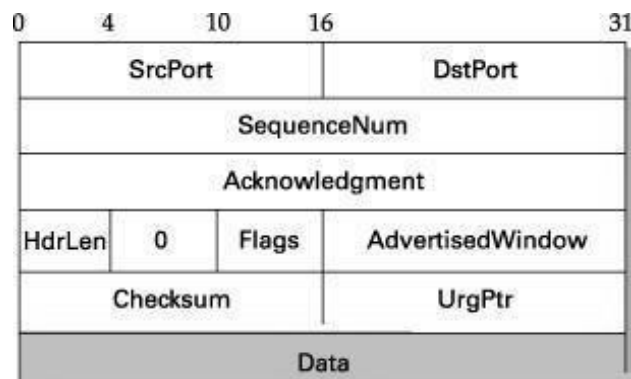 0 4 10 16 31
SrcPort DstPort
SequenceNum
Acknowledgment
HdrLen 0 Flags AdvertisedWindow
Checksum UrgPtr
Data